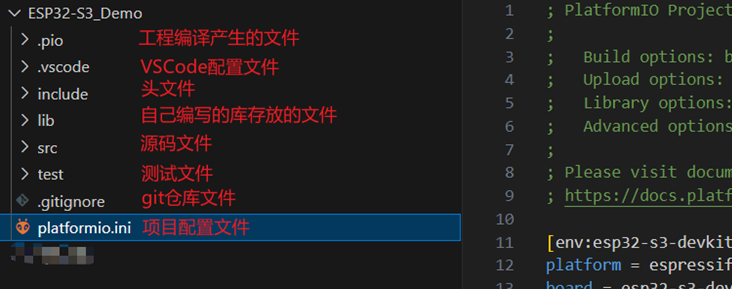 ESP32-S3_Demo
.pio 工程编译产生的文件
.vscode VSCode配置文件
include 头文件
lib 自己编写的库存放的文件
src 源码文件
test 测试文件
.gitignore git仓库文件
platformio.ini 项目配置文件
1 ; PlatformIO Project
2 ;
3 ; Build options: b
4 ; Upload options:
5 ; Library options:
6 ; Advanced options
7 ;
8 ; Please visit docum
9 ; https://docs.platf
10
11 [env:esp32-s3-devkit
12 platform = espressif
13 board = esp32-s3-dev